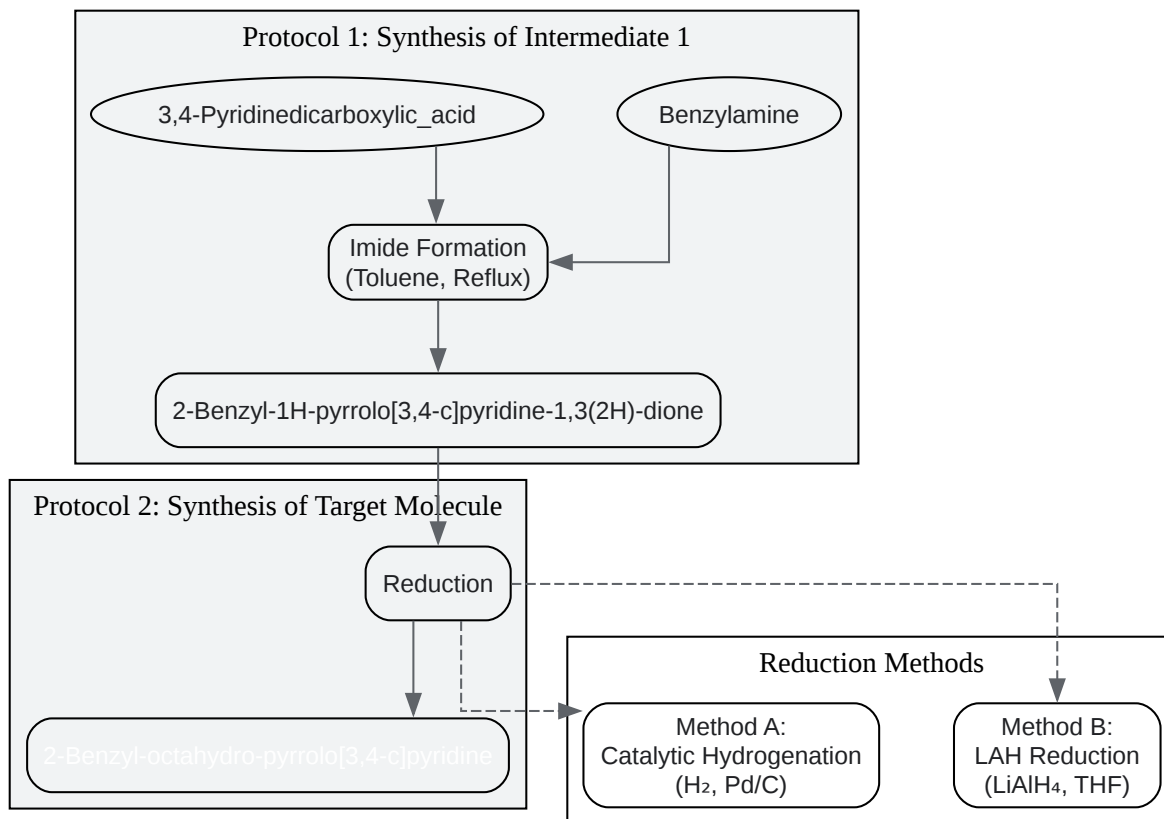 Protocol 1: Synthesis of Intermediate 1
3,4-Pyridinedicarboxylic_acid
Benzylamine
Imide Formation
(Toluene, Reflux)
2-Benzyl-1H-pyrrolo[3,4-c]pyridine-1,3(2H)-dione
Protocol 2: Synthesis of Target Molecule
Reduction
2-Benzyl-octahydro-pyrrolo[3,4-c]pyridine
Reduction Methods
Method A:
Catalytic Hydrogenation
(H₂, Pd/C)
Method B:
LAH Reduction
(LiAlH₄, THF)